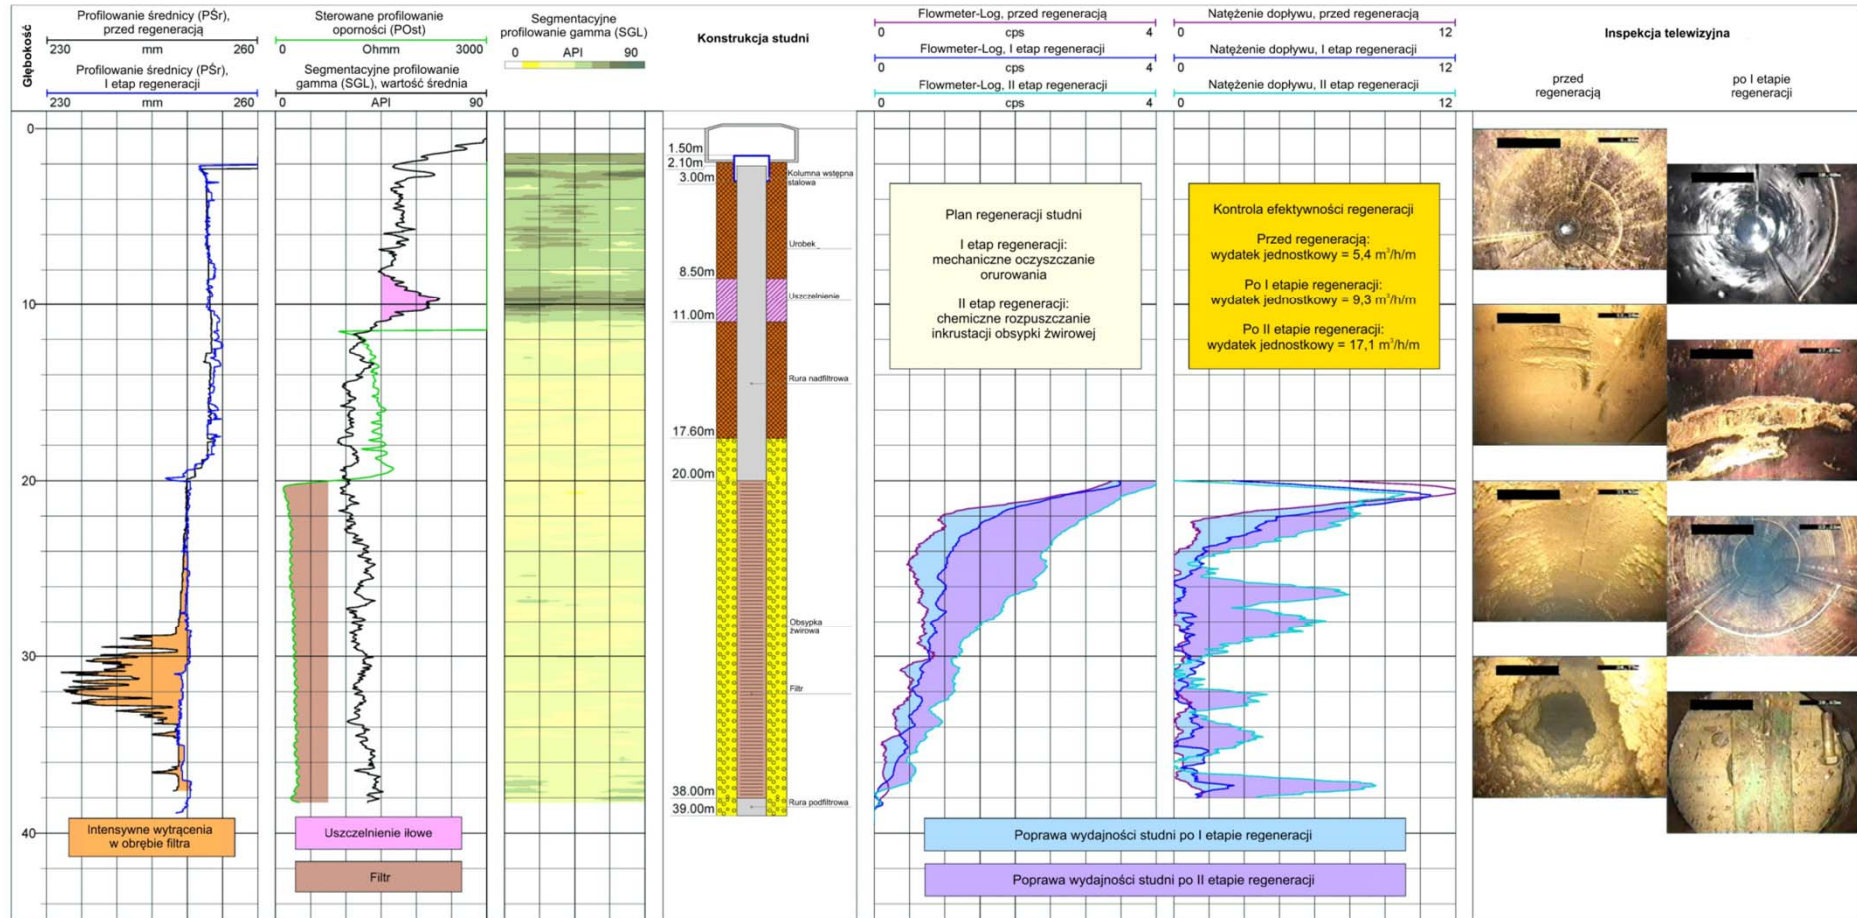 Głębokość
Profilowanie średnicy (PŚr),
przed regeneracją
230 mm 260
Profilowanie średnicy (PŚr),
I etap regeneracji
230 mm 260
Sterowane profilowanie
oporności (POst)
0 Ohmm 3000
Segmentacyjne profilowanie
gamma (SGL), wartość średnia
0 API 90
Segmentacyjne
profilowanie gamma (SGL)
0 API 90
Konstrukcja studni
Flowmeter-Log, przed regeneracją
0 cps 4
Flowmeter-Log, I etap regeneracji
0 cps 4
Flowmeter-Log, II etap regeneracji
0 cps 4
Natężenie dopływu, przed regeneracją
0 12
Natężenie dopływu, I etap regeneracji
0 12
Natężenie dopływu, II etap regeneracji
0 12
Inspekcja telewizyjna
przed
regeneracją
po I etapie
regeneracji
0
10
20
30
40
1.50m
2.10m
3.00m
8.50m
11.00m
17.60m
20.00m
38.00m
39.00m
Kolumna wstępna
stalowa
Urobek
Uszczelnienie
Rura nadfiltrowa
Obsypka
żwirowa
Filtr
Rura podfiltrowa
Plan regeneracji studni
I etap regeneracji:
mechaniczne oczyszczanie
orurowania
II etap regeneracji:
chemiczne rozpuszczanie
inkrustacji obsypki żwirowej
Kontrola efektywności regeneracji
Przed regeneracją:
wydatek jednostkowy = 5,4 m³/h/m
Po I etapie regeneracji:
wydatek jednostkowy = 9,3 m³/h/m
Po II etapie regeneracji:
wydatek jednostkowy = 17,1 m³/h/m
Intensywne wytrącenia
w obrębie filtra
Uszczelnienie iłowe
Filtr
Poprawa wydajności studni po I etapie regeneracji
Poprawa wydajności studni po II etapie regeneracji